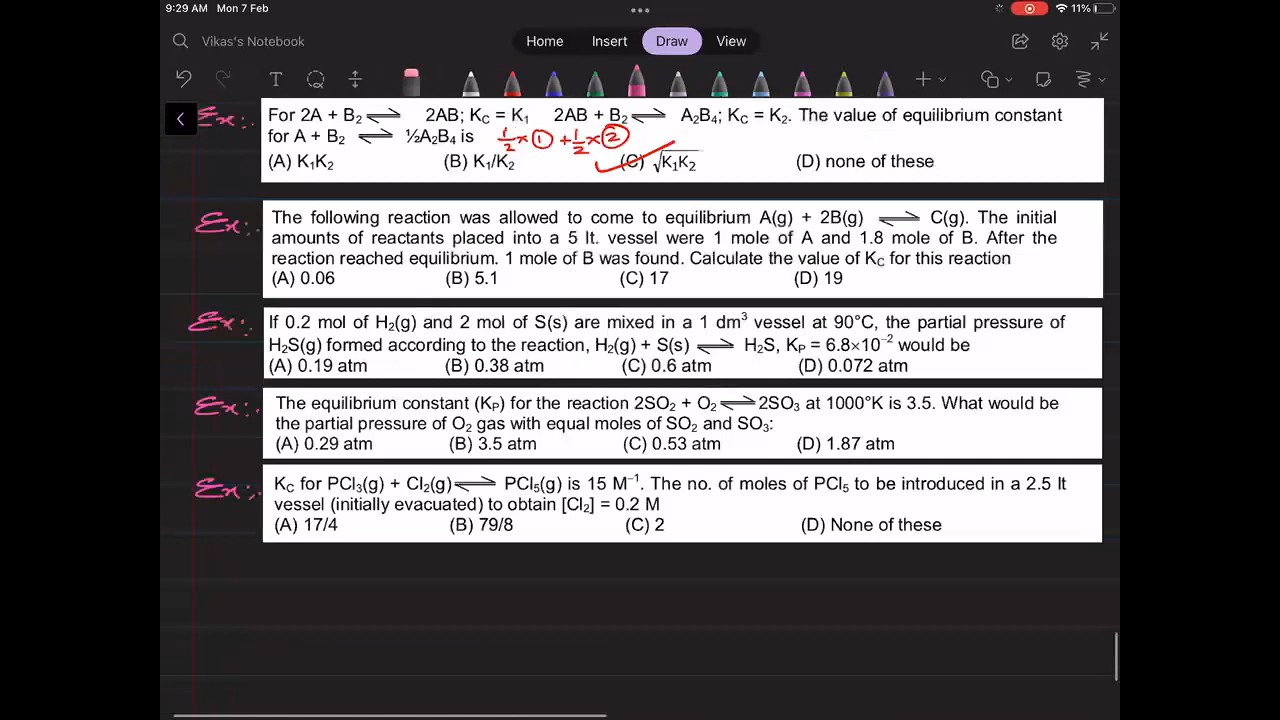 9:29 AM Mon 7 Feb
11%
Vikas's Notebook
Home Insert Draw View
Ex:- For 2A + B₂ ⇌ 2AB; K_C = K₁ 2AB + B₂ ⇌ A₂B₄; K_C = K₂. The value of equilibrium constant
for A + B₂ ⇌ ½A₂B₄ is ½ × ① + ½ × ②
(A) K₁K₂ (B) K₁/K₂ (C) √K₁K₂ (D) none of these
Ex:- The following reaction was allowed to come to equilibrium A(g) + 2B(g) ⇌ C(g). The initial
amounts of reactants placed into a 5 lt. vessel were 1 mole of A and 1.8 mole of B. After the
reaction reached equilibrium. 1 mole of B was found. Calculate the value of K_C for this reaction
(A) 0.06 (B) 5.1 (C) 17 (D) 19
Ex:- If 0.2 mol of H₂(g) and 2 mol of S(s) are mixed in a 1 dm³ vessel at 90°C, the partial pressure of
H₂S(g) formed according to the reaction, H₂(g) + S(s) ⇌ H₂S, K_P = 6.8×10⁻² would be
(A) 0.19 atm (B) 0.38 atm (C) 0.6 atm (D) 0.072 atm
Ex:- The equilibrium constant (K_P) for the reaction 2SO₂ + O₂ ⇌ 2SO₃ at 1000°K is 3.5. What would be
the partial pressure of O₂ gas with equal moles of SO₂ and SO₃:
(A) 0.29 atm (B) 3.5 atm (C) 0.53 atm (D) 1.87 atm
Ex:- K_C for PCl₃(g) + Cl₂(g) ⇌ PCl₅(g) is 15 M⁻¹. The no. of moles of PCl₅ to be introduced in a 2.5 lt
vessel (initially evacuated) to obtain [Cl₂] = 0.2 M
(A) 17/4 (B) 79/8 (C) 2 (D) None of these